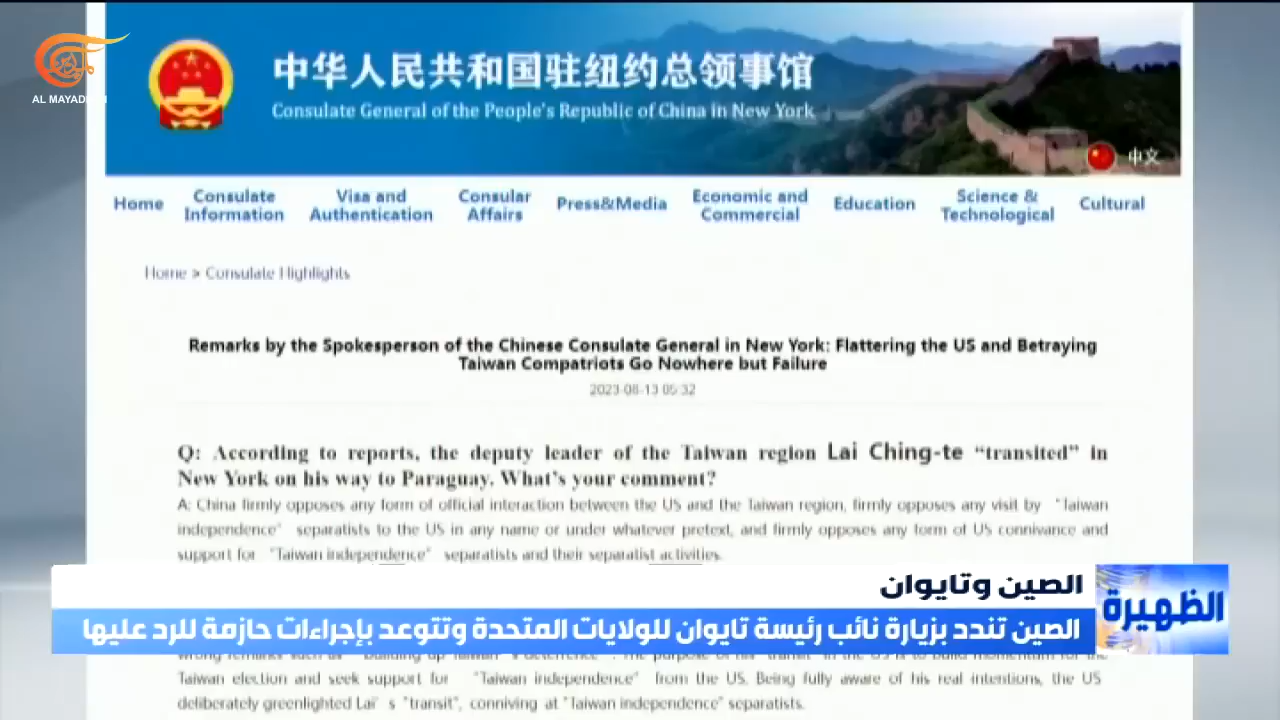 AL MAYADEEN
中华人民共和国驻纽约总领事馆
Consulate General of the People's Republic of China in New York
中文
Home Consulate Information Visa and Authentication Consular Affairs Press&Media Economic and Commercial Education Science & Technological Cultural
Home > Consulate Highlights
Remarks by the Spokesperson of the Chinese Consulate General in New York: Flattering the US and Betraying
Taiwan Compatriots Go Nowhere but Failure
2023-08-13 05:32
Q: According to reports, the deputy leader of the Taiwan region Lai Ching-te “transited” in
New York on his way to Paraguay. What's your comment?
A: China firmly opposes any form of official interaction between the US and the Taiwan region, firmly opposes any visit by "Taiwan
independence" separatists to the US in any name or under whatever pretext, and firmly opposes any form of US connivance and
support for "Taiwan independence" separatists and their separatist activities.
الصين وتايوان
الظهيرة
الصين تندد بزيارة نائب رئيسة تايوان للولايات المتحدة وتتوعد بإجراءات حازمة للرد عليها
Taiwan election and seek support for "Taiwan independence" from the US. Being fully aware of his real intentions, the US
deliberately greenlighted Lai's "transit", conniving at "Taiwan independence" separatists.